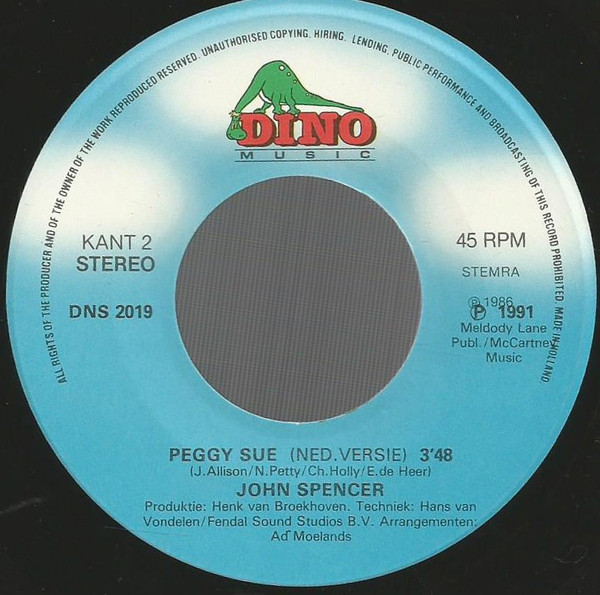 ALL RIGHTS OF THE PRODUCER AND OF THE OWNER OF THE WORK REPRODUCED RESERVED. UNAUTHORISED COPYING, HIRING, LENDING, PUBLIC PERFORMANCE AND BROADCASTING OF THIS RECORD PROHIBITED. MADE IN HOLLAND
DINO
MUSIC
KANT 2
STEREO
DNS 2019
45 RPM
STEMRA
℗ 1986
℗ 1991
Meldody Lane
Publ./McCartney
Music
PEGGY SUE (NED.VERSIE) 3'48
(J.Allison/N.Petty/Ch.Holly/E.de Heer)
JOHN SPENCER
Produktie: Henk van Broekhoven. Techniek: Hans van
Vondelen/Fendal Sound Studios B.V. Arrangementen:
Ad Moelands